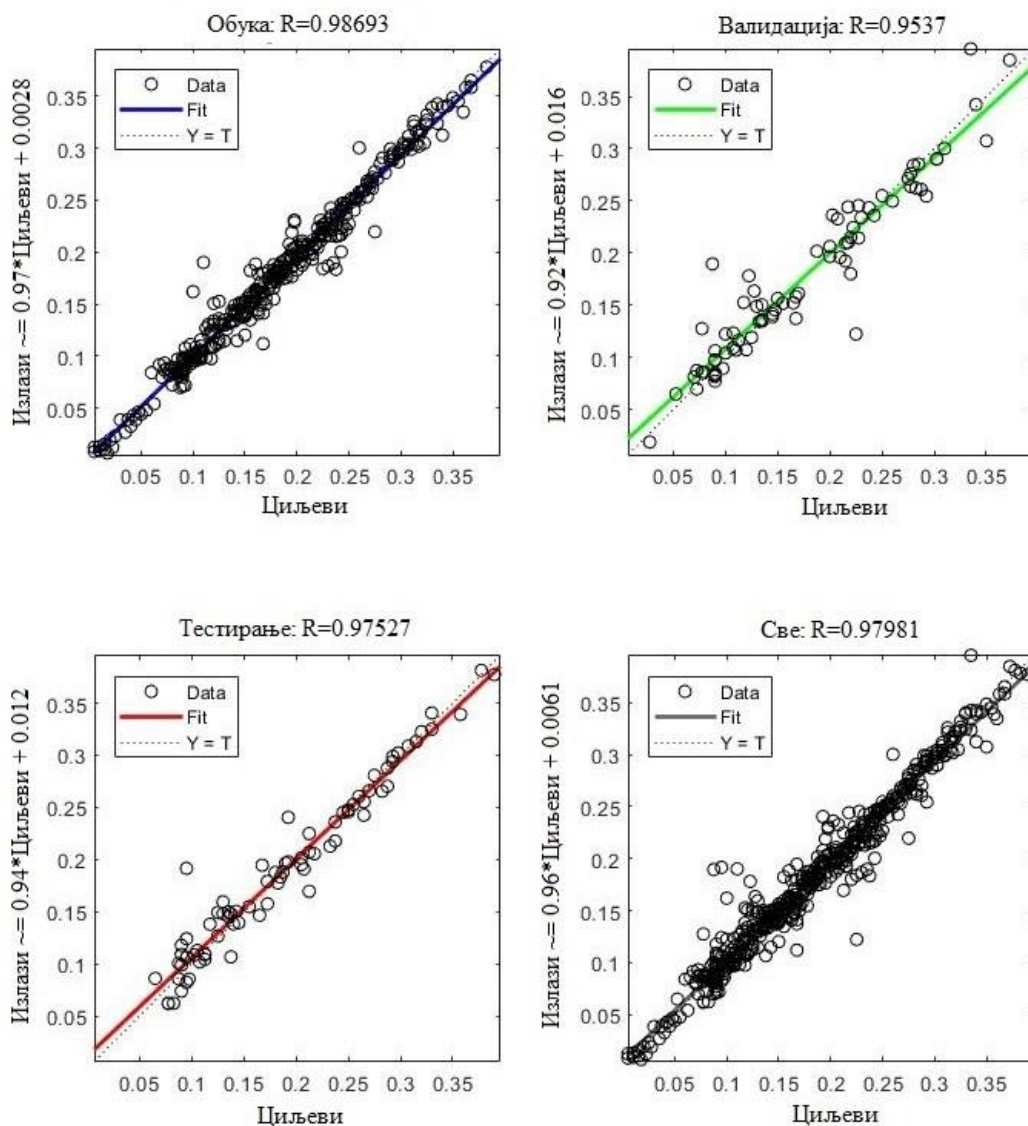 Обука: R=0.98693
Излази ~= 0.97*Циљеви + 0.0028
Data
Fit
Y = T
0.35
0.3
0.25
0.2
0.15
0.1
0.05
0.05 0.1 0.15 0.2 0.25 0.3 0.35
Циљеви
Валидација: R=0.9537
Излази ~= 0.92*Циљеви + 0.016
Data
Fit
Y = T
0.35
0.3
0.25
0.2
0.15
0.1
0.05
0.05 0.1 0.15 0.2 0.25 0.3 0.35
Циљеви
Тестирање: R=0.97527
Излази ~= 0.94*Циљеви + 0.012
Data
Fit
Y = T
0.35
0.3
0.25
0.2
0.15
0.1
0.05
0.05 0.1 0.15 0.2 0.25 0.3 0.35
Циљеви
Све: R=0.97981
Излази ~= 0.96*Циљеви + 0.0061
Data
Fit
Y = T
0.35
0.3
0.25
0.2
0.15
0.1
0.05
0.05 0.1 0.15 0.2 0.25 0.3 0.35
Циљеви